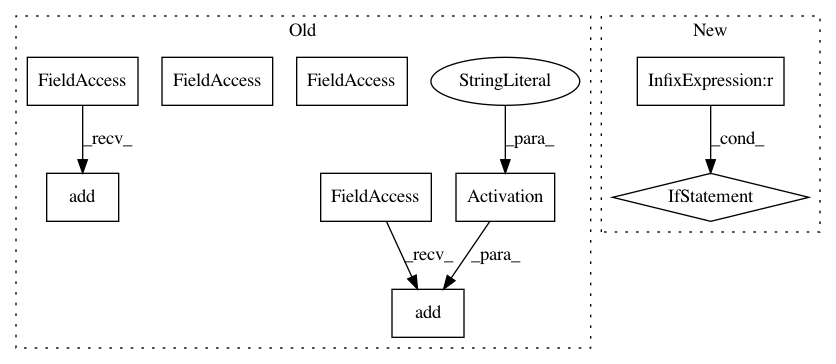 Old
New
FieldAccess
FieldAccess
FieldAccess
StringLiteral
InfixExpression:r
_recv_
_para_
_cond_
add
FieldAccess
Activation
IfStatement
_recv_
_para_
add